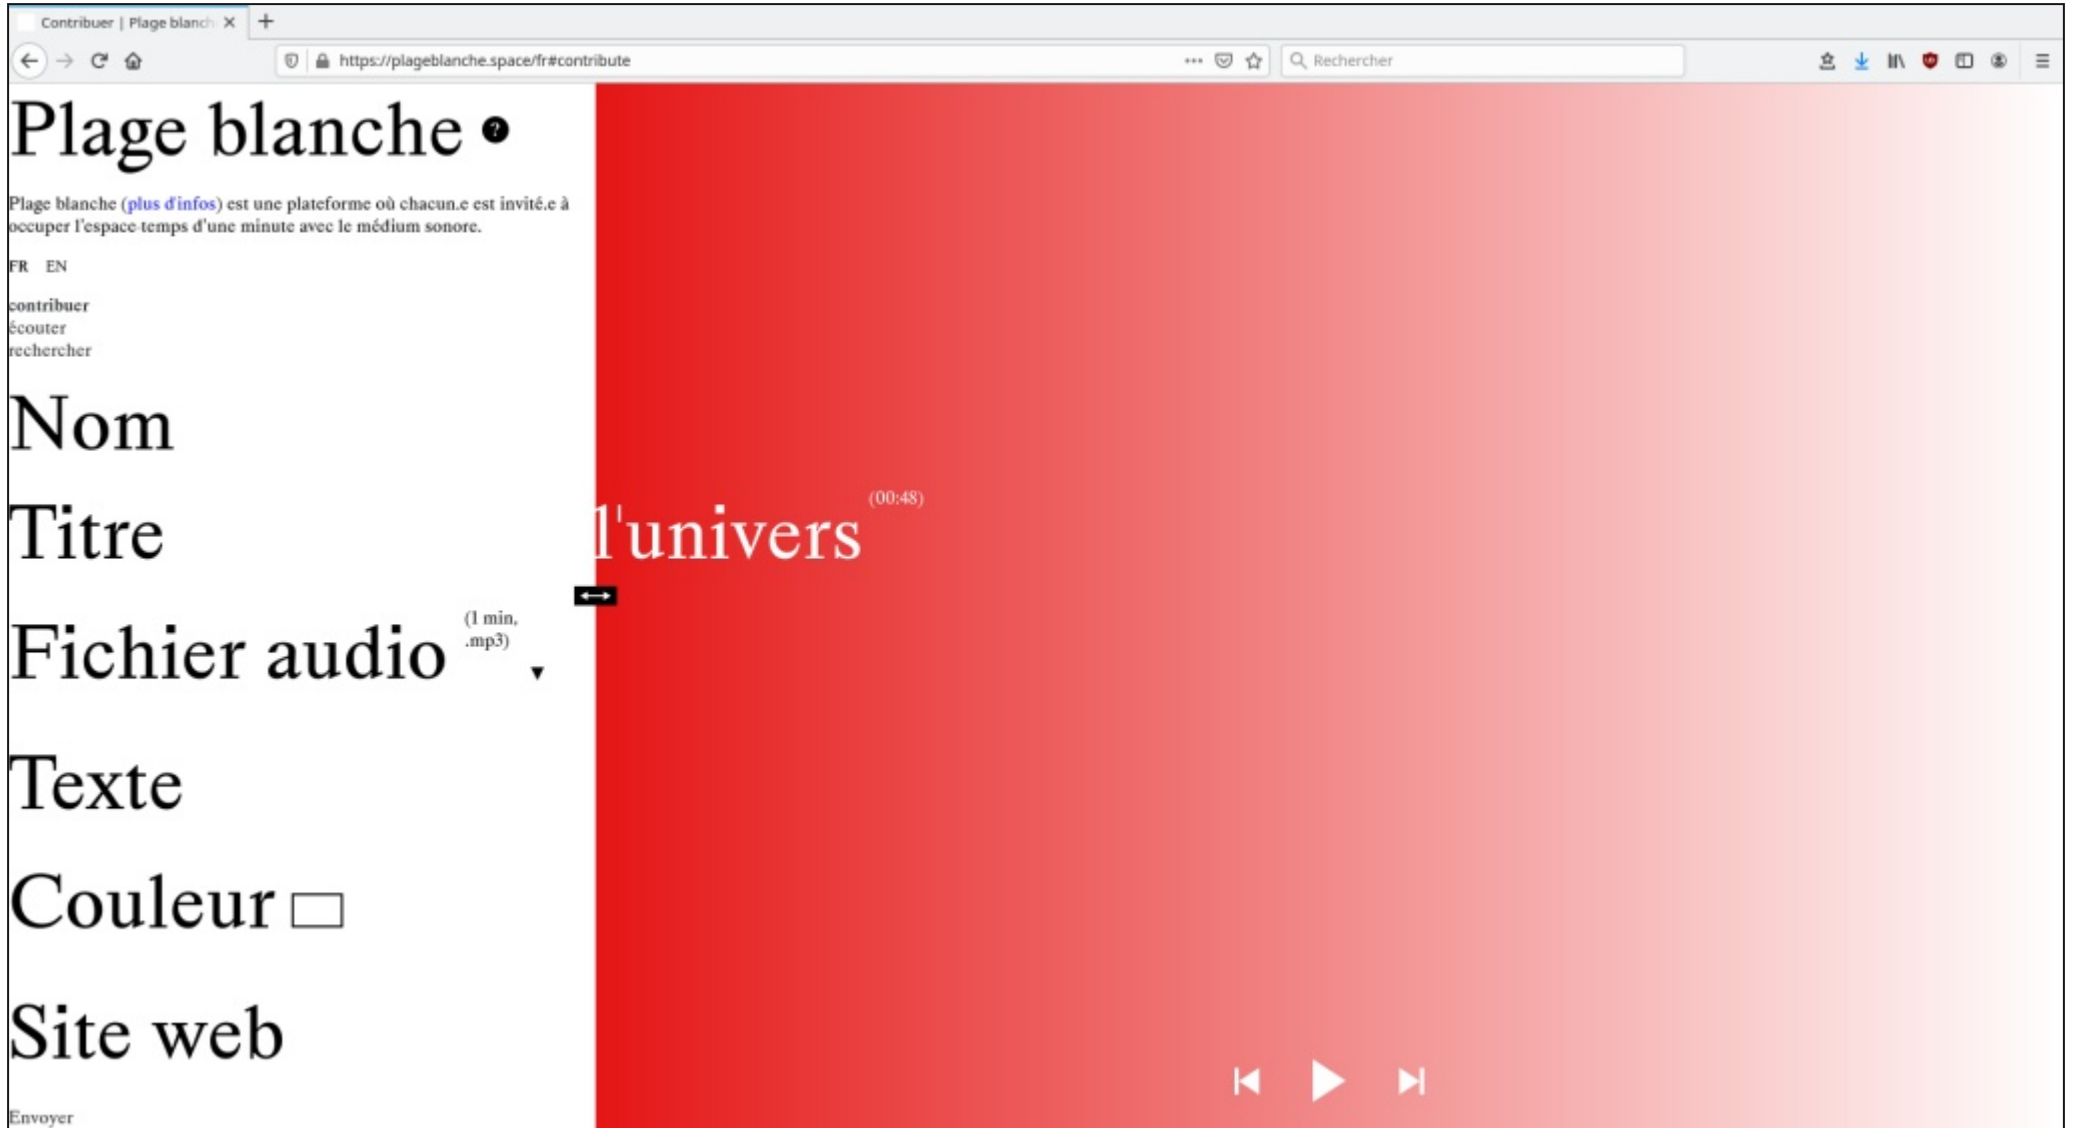 Contribuer | Plage blanch
https://plageblanche.space/fr#contribute
Rechercher
Plage blanche ?
Plage blanche (plus d'infos) est une plateforme où chacun.e est invité.e à
occuper l'espace-temps d'une minute avec le médium sonore.
FR EN
contribuer
écouter
rechercher
Nom
Titre
Fichier audio (1 min,
.mp3)
Texte
Couleur
Site web
Envoyer
l'univers (00:48)